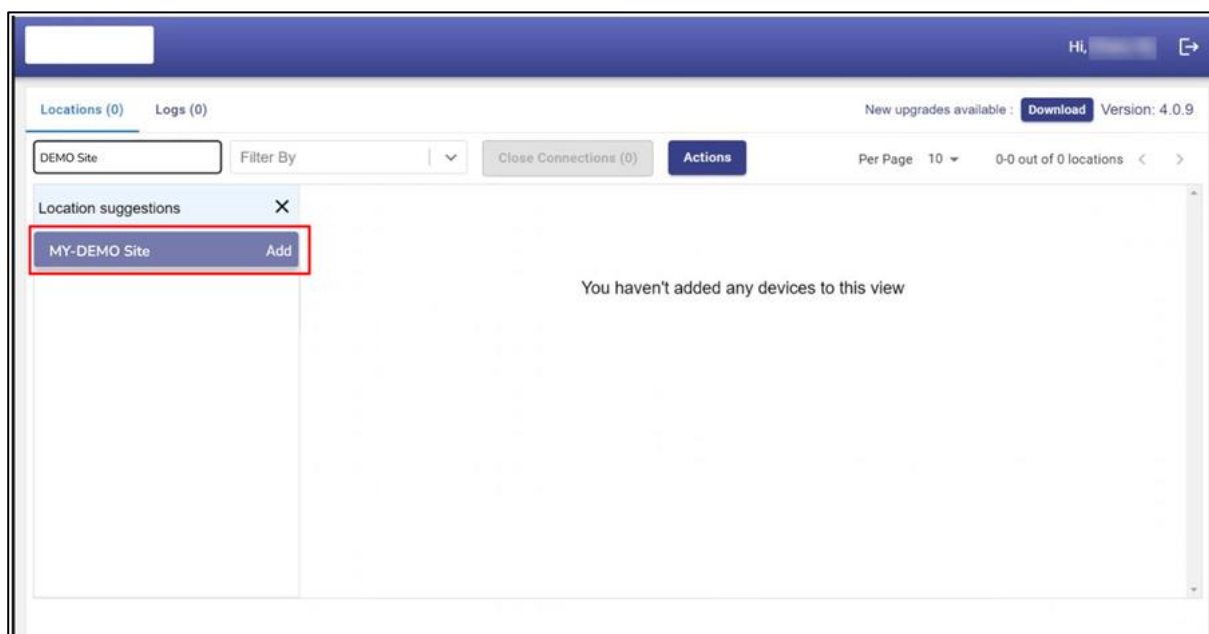 Hi,
Locations (0) Logs (0) New upgrades available : Download Version: 4.0.9
DEMO Site Filter By Close Connections (0) Actions Per Page 10 0-0 out of 0 locations
Location suggestions
MY-DEMO Site Add
You haven't added any devices to this view